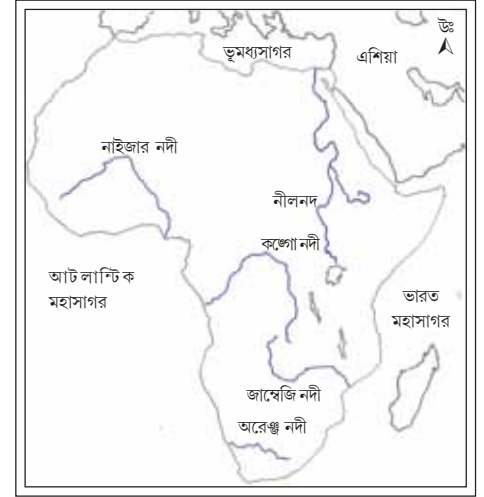 উঃ
ভূমধ্যসাগর
এশিয়া
নাইজার নদী
নীলনদ
কঙ্গো নদী
আটলান্টিক
মহাসাগর
ভারত
মহাসাগর
জাম্বেজি নদী
অরেঞ্জ নদী